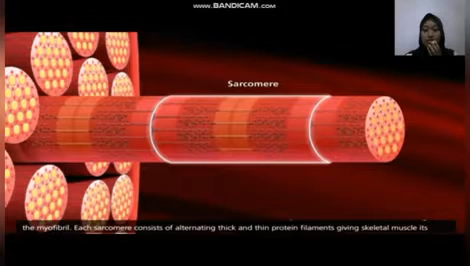 www.BANDICAM.com
Sarcomere
the myofibril. Each sarcomere consists of alternating thick and thin protein filaments giving skeletal muscle its